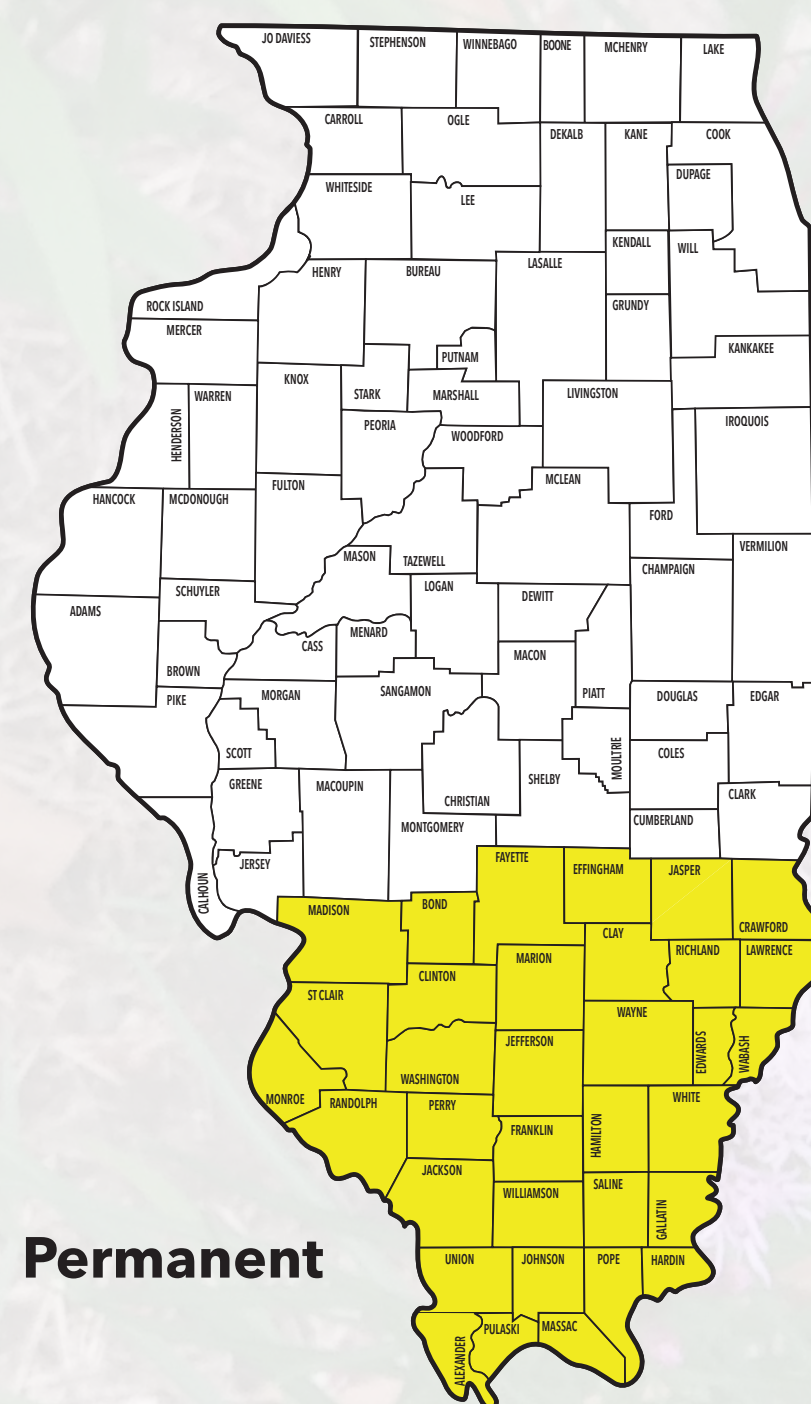 JO DAVIESS
STEPHENSON
WINNEBAGO
BOONE
MCHENRY
LAKE
CARROLL
OGLE
DEKALB
KANE
COOK
DUPAGE
WHITESIDE
LEE
KENDALL
WILL
LASALLE
HENRY
BUREAU
ROCK ISLAND
GRUNDY
MERCER
PUTNAM
KANKAKEE
KNOX
STARK
MARSHALL
LIVINGSTON
WARREN
HENDERSON
PEORIA
WOODFORD
IROQUOIS
MCLEAN
FULTON
HANCOCK
MCDONOUGH
FORD
VERMILION
MASON
TAZEWELL
CHAMPAIGN
LOGAN
SCHUYLER
DEWITT
ADAMS
CASS
MENARD
MACON
BROWN
PIATT
PIKE
MORGAN
SANGAMON
DOUGLAS
EDGAR
SCOTT
MOULTRIE
COLES
SHELBY
GREENE
MACOUPIN
CHRISTIAN
CLARK
CUMBERLAND
MONTGOMERY
FAYETTE
JERSEY
EFFINGHAM
JASPER
CALHOUN
MADISON
BOND
CRAWFORD
CLAY
RICHLAND
LAWRENCE
MARION
CLINTON
ST CLAIR
WAYNE
JEFFERSON
EDWARDS
WABASH
WASHINGTON
MONROE
RANDOLPH
PERRY
WHITE
FRANKLIN
HAMILTON
JACKSON
WILLIAMSON
SALINE
GALLATIN
Permanent
UNION
JOHNSON
POPE
HARDIN
PULASKI
MASSAC
ALEXANDER